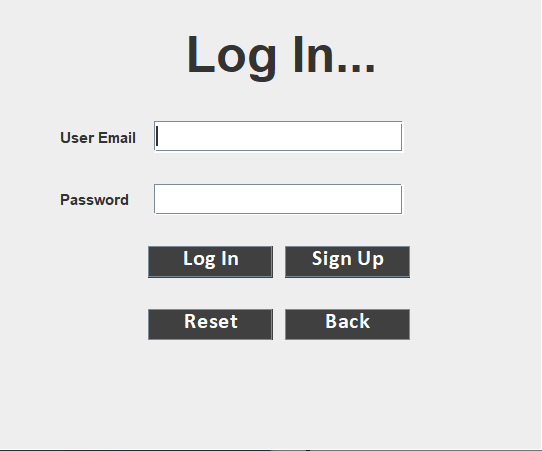 Log In...
User Email
Password
Log In Sign Up
Reset Back